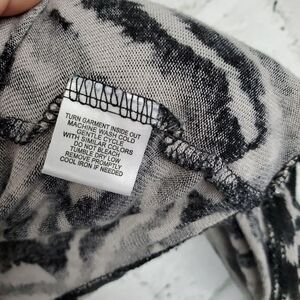 TURN GARMENT INSIDE OUT
MACHINE WASH COLD
GENTLE CYCLE
WITH SIMILAR COLORS
DO NOT BLEACH
TUMBLE DRY LOW
REMOVE PROMPTLY
COOL IRON IF NEEDED